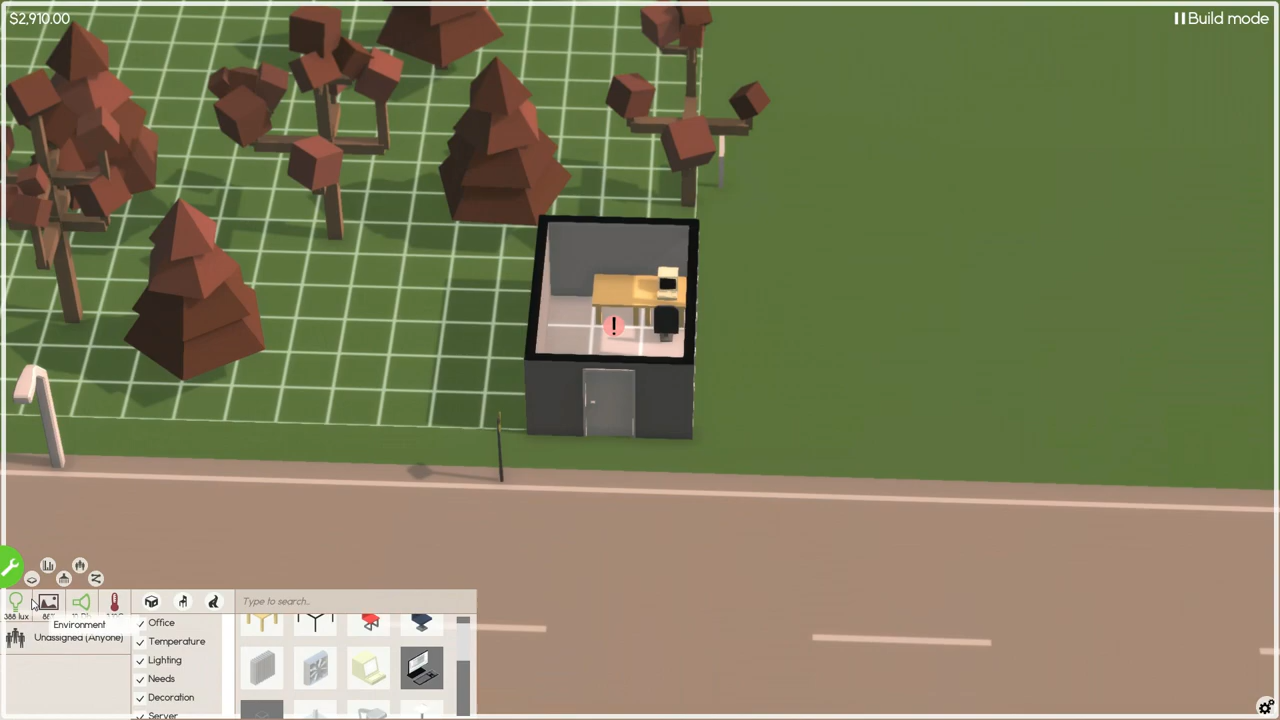 $2,910.00
Build mode
Type to search..
388 lux
Environment
Unassigned (Anyone)
Office
Temperature
Lighting
Needs
Decoration
Server